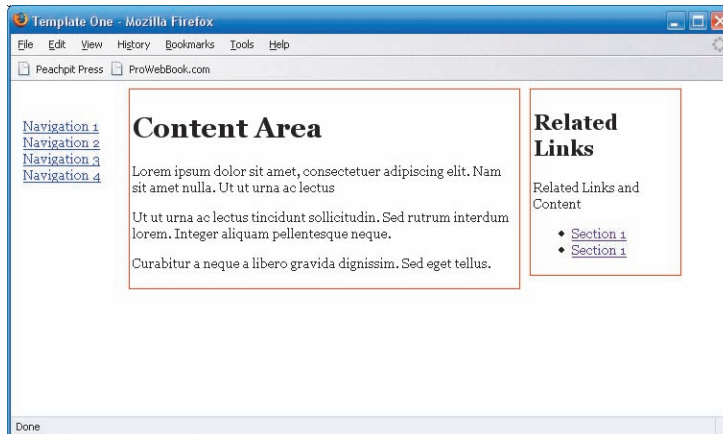 Template One - Mozilla Firefox
File Edit View History Bookmarks Tools Help
Peachpit Press ProWebBook.com
Navigation 1
Navigation 2
Navigation 3
Navigation 4
Content Area
Lorem ipsum dolor sit amet, consectetuer adipiscing elit. Nam
sit amet nulla. Ut ut urna ac lectus
Ut ut urna ac lectus tincidunt sollicitudin. Sed rutrum interdum
lorem. Integer aliquam pellentesque neque.
Curabitur a neque a libero gravida dignissim. Sed eget tellus.
Related
Links
Related Links and
Content
Section 1
Section 1
Done